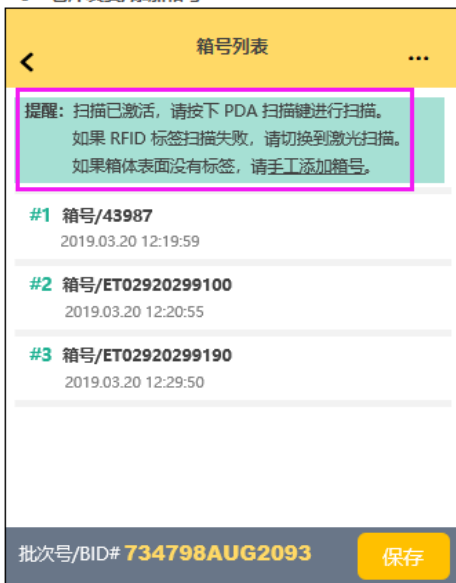 箱号列表
提醒：扫描已激活，请按下 PDA 扫描键进行扫描。
如果 RFID 标签扫描失败，请切换到激光扫描。
如果箱体表面没有标签，请手工添加箱号。
#1 箱号/43987
2019.03.20 12:19:59
#2 箱号/ET02920299100
2019.03.20 12:20:55
#3 箱号/ET02920299190
2019.03.20 12:29:50
批次号/BID# 734798AUG2093
保存